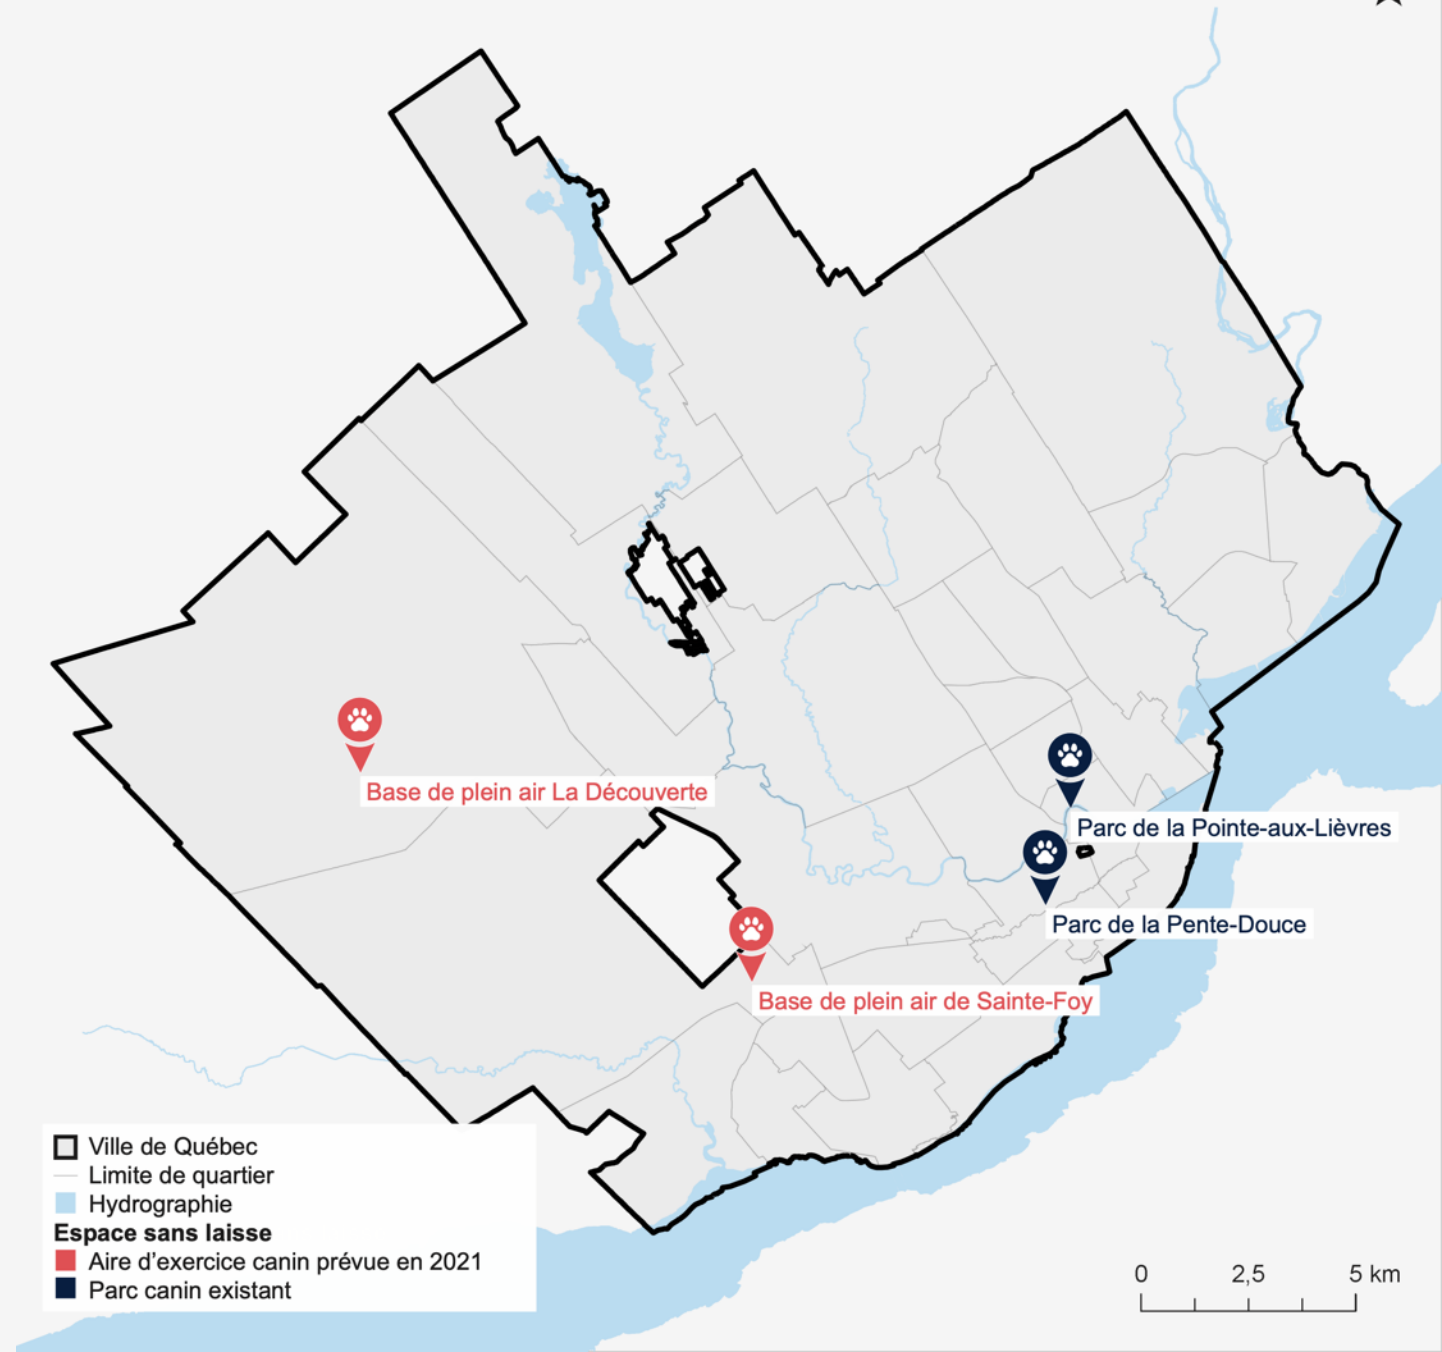 Base de plein air La Découverte
Parc de la Pointe-aux-Lièvres
Parc de la Pente-Douce
Base de plein air de Sainte-Foy
Ville de Québec
Limite de quartier
Hydrographie
Espace sans laisse
Aire d'exercice canin prévue en 2021
Parc canin existant
0 2,5 5 km